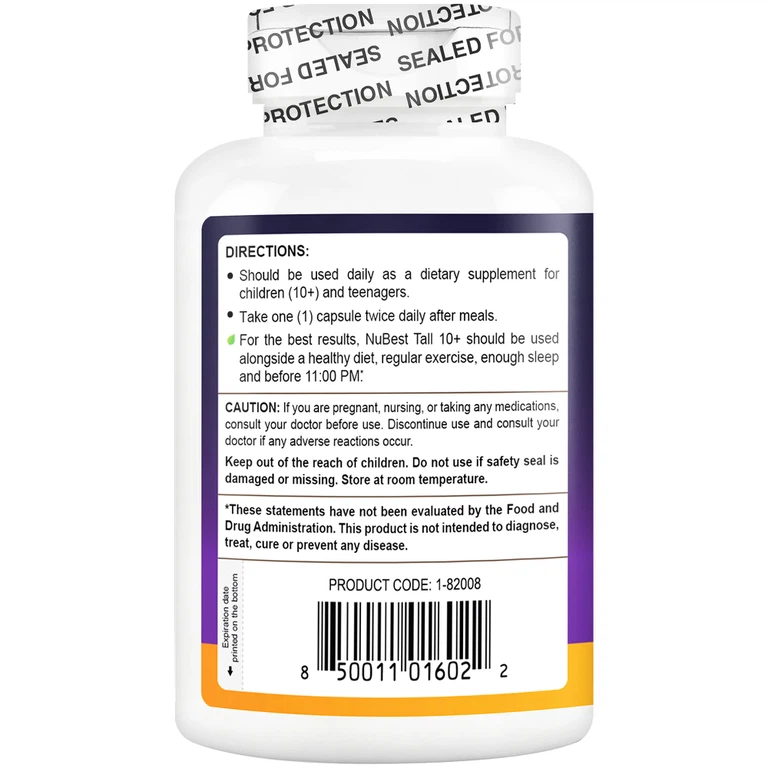 PROTECTION
SEALED FOR
SEALED FOR
PROTECTION
PROTECTION
DIRECTIONS:
• Should be used daily as a dietary supplement for
children (10+) and teenagers.
• Take one (1) capsule twice daily after meals.
For the best results, NuBest Tall 10+ should be used
alongside a healthy diet, regular exercise, enough sleep
and before 11:00 PM.*
CAUTION: If you are pregnant, nursing, or taking any medications,
consult your doctor before use. Discontinue use and consult your
doctor if any adverse reactions occur.
Keep out of the reach of children. Do not use if safety seal is
damaged or missing. Store at room temperature.
*These statements have not been evaluated by the Food and
Drug Administration. This product is not intended to diagnose,
treat, cure or prevent any disease.
Expiration date
printed on the bottom
PRODUCT CODE: 1-82008
8 50011 01602 2